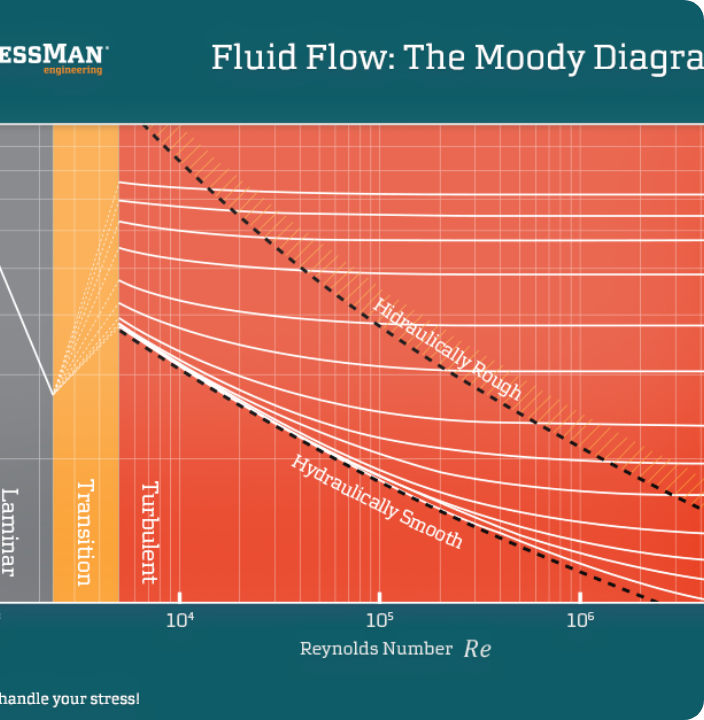 ESSMAN
engineering
Fluid Flow: The Moody Diagra
Hidraulically Rough
Hydraulically Smooth
Laminar
Transition
Turbulent
10⁴
10⁵
10⁶
Reynolds Number Re
handle your stress!